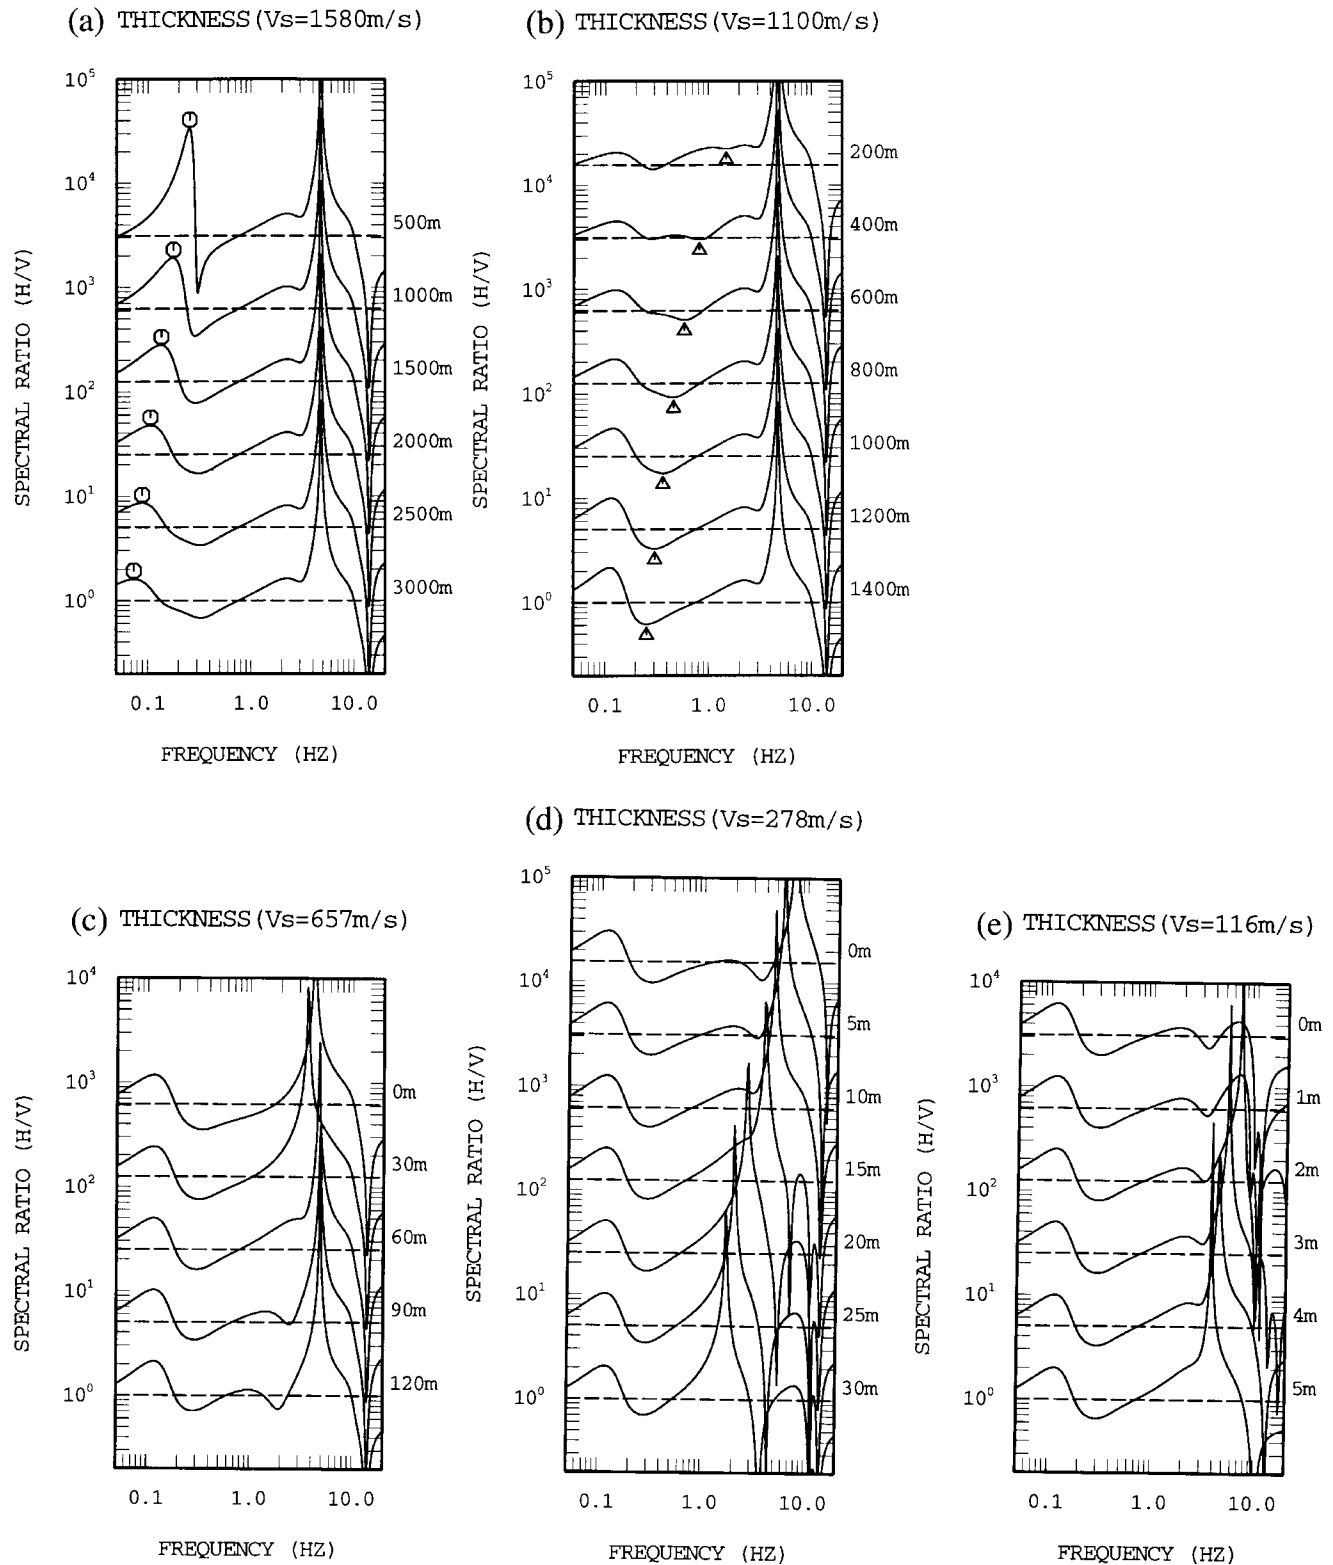 (a) THICKNESS(Vs=1580m/s)
SPECTRAL RATIO (H/V)
10^5
10^4
10^3
10^2
10^1
10^0
500m
1000m
1500m
2000m
2500m
3000m
0.1 1.0 10.0
FREQUENCY (HZ)
(b) THICKNESS(Vs=1100m/s)
SPECTRAL RATIO (H/V)
10^5
10^4
10^3
10^2
10^1
10^0
200m
400m
600m
800m
1000m
1200m
1400m
0.1 1.0 10.0
FREQUENCY (HZ)
(c) THICKNESS(Vs=657m/s)
SPECTRAL RATIO (H/V)
10^4
10^3
10^2
10^1
10^0
0m
30m
60m
90m
120m
0.1 1.0 10.0
FREQUENCY (HZ)
(d) THICKNESS(Vs=278m/s)
SPECTRAL RATIO (H/V)
10^5
10^4
10^3
10^2
10^1
10^0
0m
5m
10m
15m
20m
25m
30m
0.1 1.0 10.0
FREQUENCY (HZ)
(e) THICKNESS(Vs=116m/s)
SPECTRAL RATIO (H/V)
10^4
10^3
10^2
10^1
10^0
0m
1m
2m
3m
4m
5m
0.1 1.0 10.0
FREQUENCY (HZ)